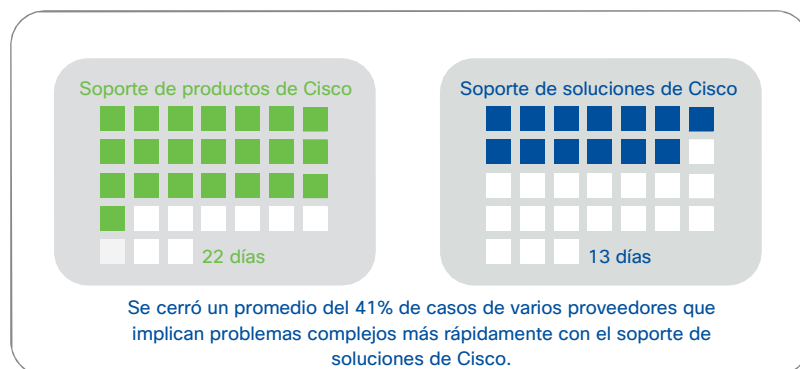 Soporte de productos de Cisco
22 días
Soporte de soluciones de Cisco
13 días
Se cerró un promedio del 41% de casos de varios proveedores que
implican problemas complejos más rápidamente con el soporte de
soluciones de Cisco.